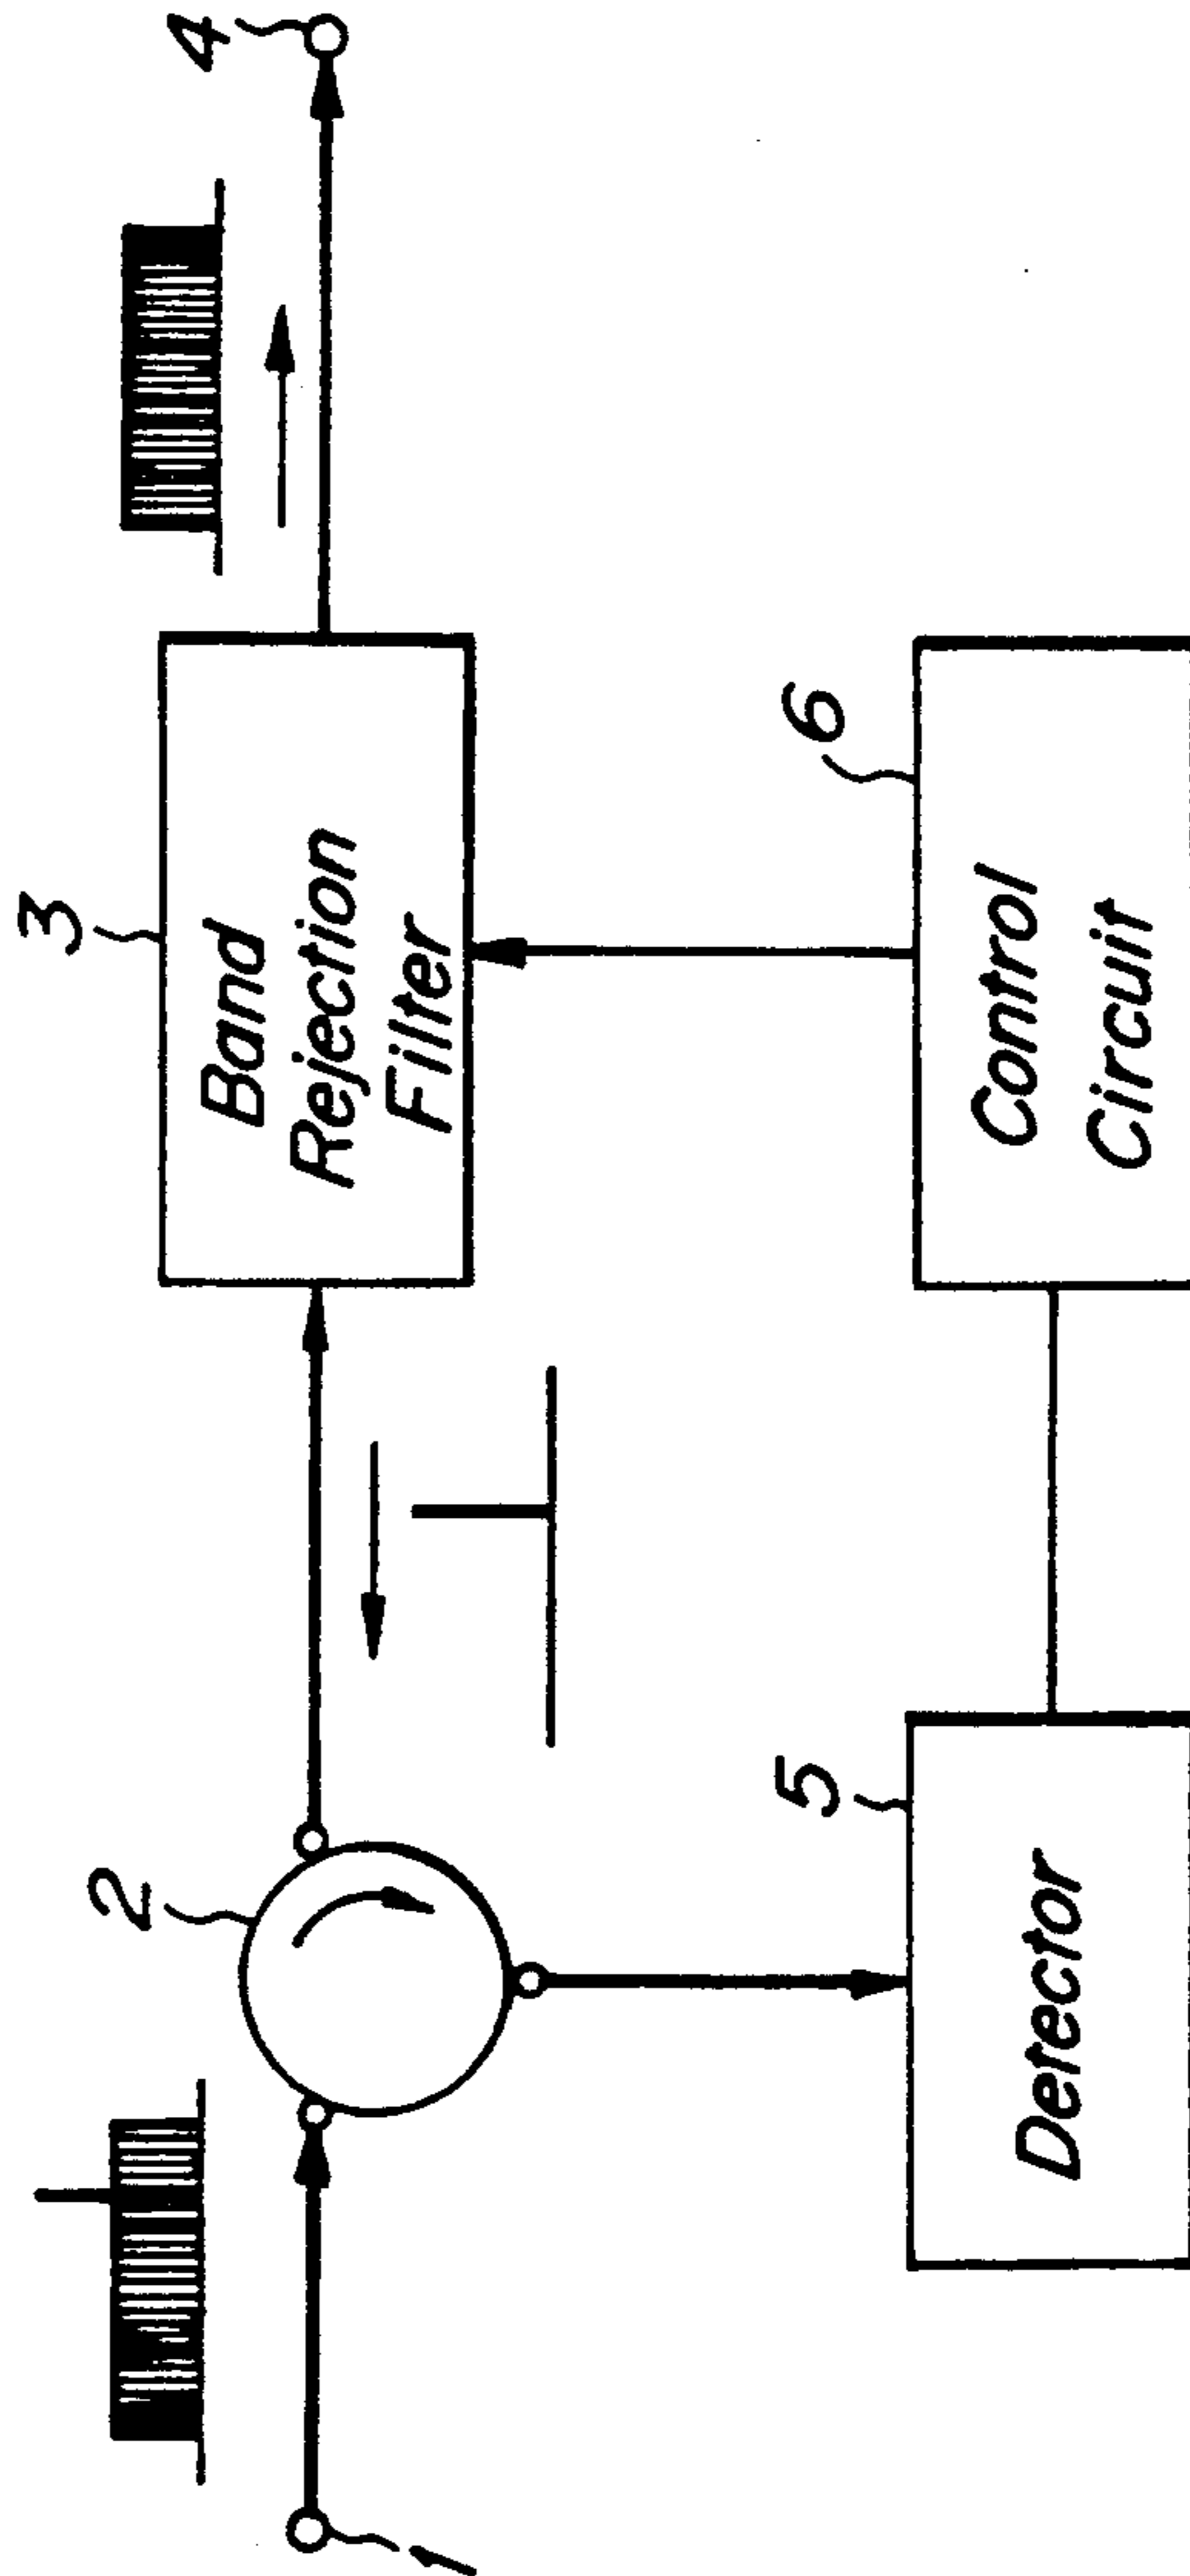 1
2
3
4
Band
Rejection
Filter
5
Detector
6
Control
Circuit